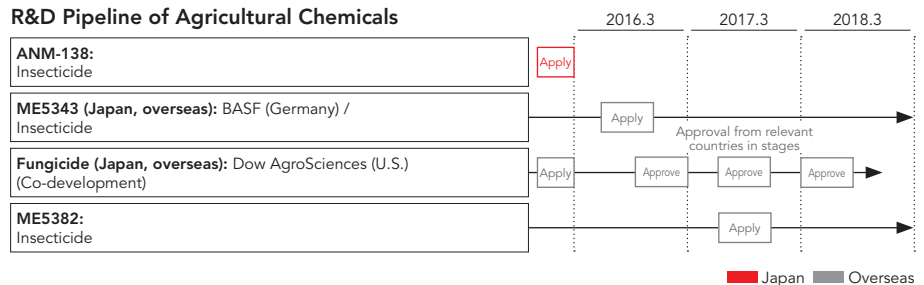 R&D Pipeline of Agricultural Chemicals
2016.3 2017.3 2018.3
ANM-138:
Insecticide
Apply
ME5343 (Japan, overseas): BASF (Germany) /
Insecticide
Apply
Approval from relevant
countries in stages
Fungicide (Japan, overseas): Dow AgroSciences (U.S.)
(Co-development)
Apply Approve Approve Approve
ME5382:
Insecticide
Apply
Japan Overseas